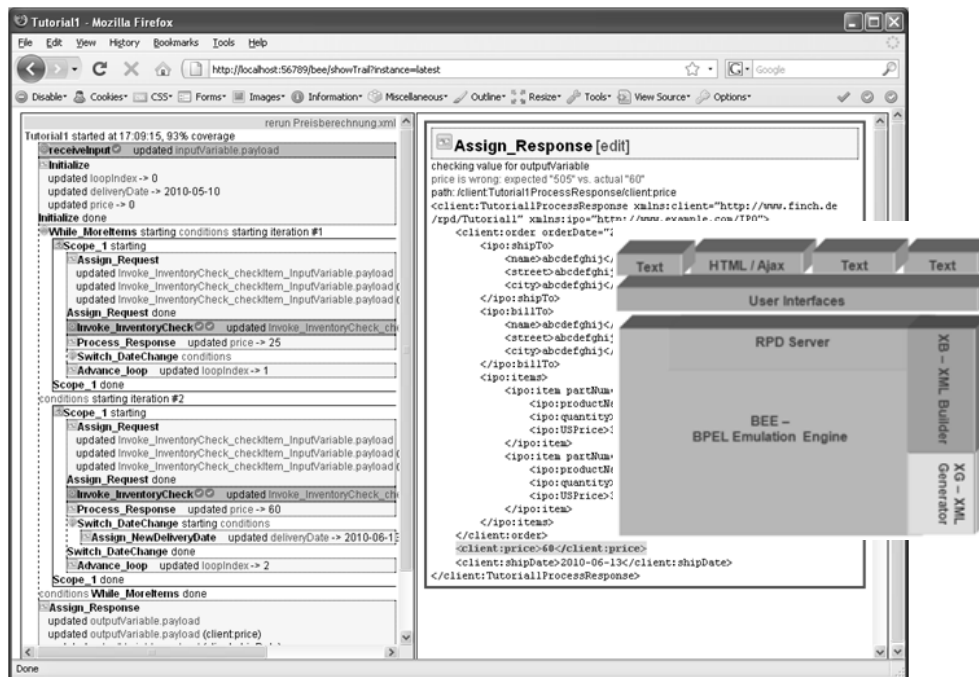 Tutorial1 - Mozilla Firefox
File Edit View History Bookmarks Tools Help
http://localhost:56789/bee/showTrail?instance=latest
Google
Disable Cookies CSS Forms Images Information Miscellaneous Outline Resize Tools View Source Options
rerun Preisberechnung.xml
Tutorial1 started at 17:09:15, 93% coverage
receiveInput updated inputVariable.payload
Initialize
updated loopIndex -> 0
updated deliveryDate -> 2010-05-10
updated price -> 0
Initialize done
While_MoreItems starting conditions starting iteration #1
Scope_1 starting
Assign_Request
updated Invoke_InventoryCheck_checkItem_InputVariable.payload
updated Invoke_InventoryCheck_checkItem_InputVariable.payload
updated Invoke_InventoryCheck_checkItem_InputVariable.payload
Assign_Request done
Invoke_InventoryCheck updated Invoke_InventoryCheck_ch
Process_Response updated price -> 25
Switch_DateChange conditions
Advance_loop updated loopIndex -> 1
Scope_1 done
conditions starting iteration #2
Scope_1 starting
Assign_Request
updated Invoke_InventoryCheck_checkItem_InputVariable.payload
updated Invoke_InventoryCheck_checkItem_InputVariable.payload
updated Invoke_InventoryCheck_checkItem_InputVariable.payload
Assign_Request done
Invoke_InventoryCheck updated Invoke_InventoryCheck_ch
Process_Response updated price -> 60
Switch_DateChange starting conditions
Assign_NewDeliveryDate updated deliveryDate -> 2010-06-1
Switch_DateChange done
Advance_loop updated loopIndex -> 2
Scope_1 done
conditions While_MoreItems done
Assign_Response
updated outputVariable.payload
updated outputVariable.payload (client:price)
Done
Assign_Response [edit]
checking value for outputVariable
price is wrong: expected "505" vs. actual "60"
path: /client:Tutorial1ProcessResponse/client:price
<client:Tutorial1ProcessResponse xmlns:client="http://www.finch.de
/rpd/Tutorial1" xmlns:ipo="http://www.example.com/IPO">
<client:order orderDate="2
<ipo:shipTo>
<name>abcdefghij</
<street>abcdefghij
<city>abcdefghij</
</ipo:shipTo>
<ipo:billTo>
<name>abcdefghij</
<street>abcdefghij
<city>abcdefghij</
</ipo:billTo>
<ipo:items>
<ipo:item partNum=
<ipo:productNa
<ipo:quantity>
<ipo:USPrice>
</ipo:item>
<ipo:item partNum=
<ipo:productNa
<ipo:quantity>
<ipo:USPrice>
</ipo:item>
</ipo:items>
</client:order>
<client:price>60</client:price>
<client:shipDate>2010-06-13</client:shipDate>
</client:Tutorial1ProcessResponse>
Text HTML / Ajax Text Text
User Interfaces
RPD Server
BEE –
BPEL Emulation Engine
XB – XML Builder
XG – XML
Generator